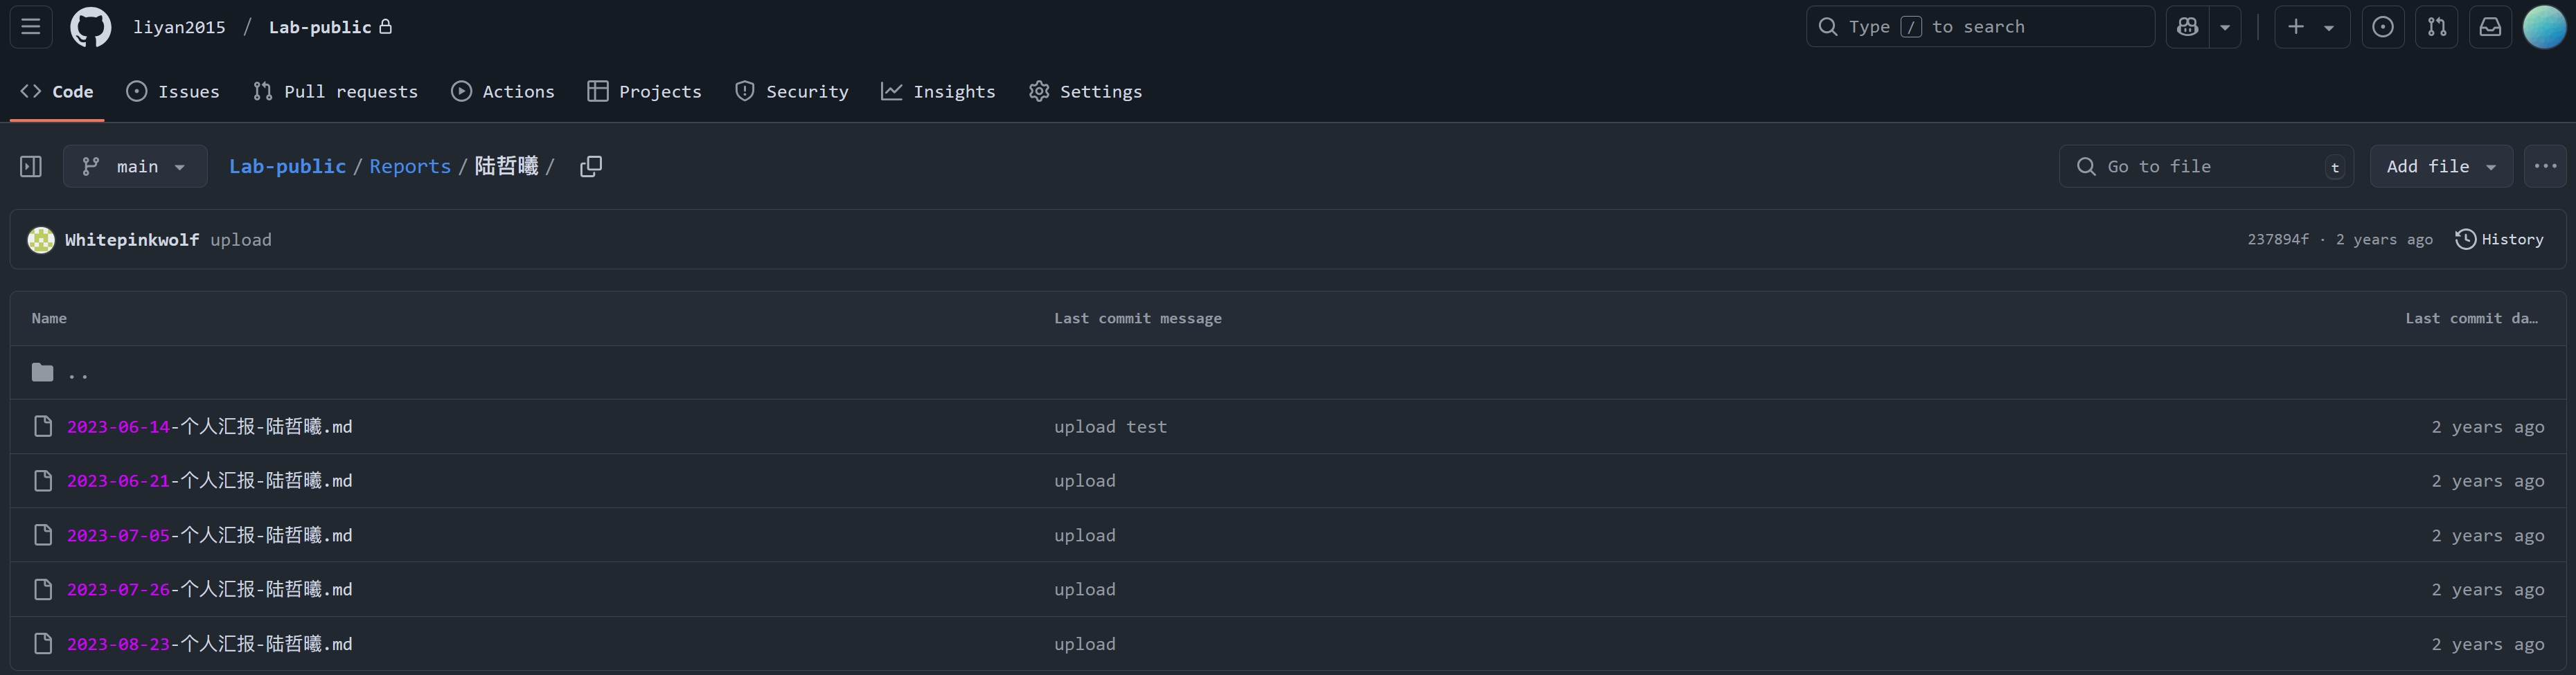 liyan2015 / Lab-public
Type / to search
Code Issues Pull requests Actions Projects Security Insights Settings
main Lab-public / Reports / 陆哲曦 /
Go to file t Add file
Whitepinkwolf upload 237894f · 2 years ago History
Name Last commit message Last commit da…
..
2023-06-14-个人汇报-陆哲曦.md upload test 2 years ago
2023-06-21-个人汇报-陆哲曦.md upload 2 years ago
2023-07-05-个人汇报-陆哲曦.md upload 2 years ago
2023-07-26-个人汇报-陆哲曦.md upload 2 years ago
2023-08-23-个人汇报-陆哲曦.md upload 2 years ago